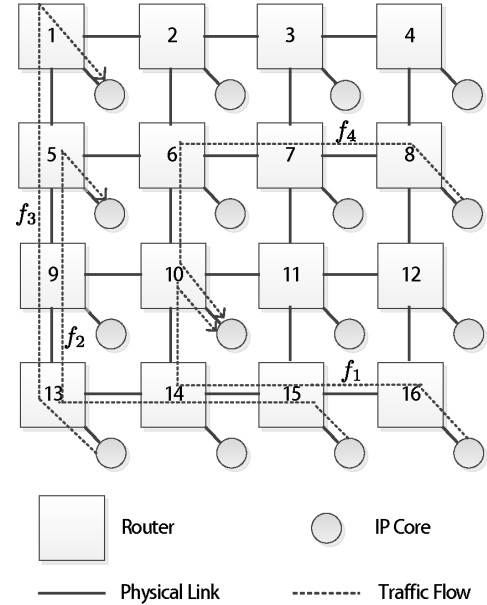 1 2 3 4
f4
5 6 7 8
f3
9 10 11 12
f2
f1
13 14 15 16
Router IP Core
Physical Link Traffic Flow